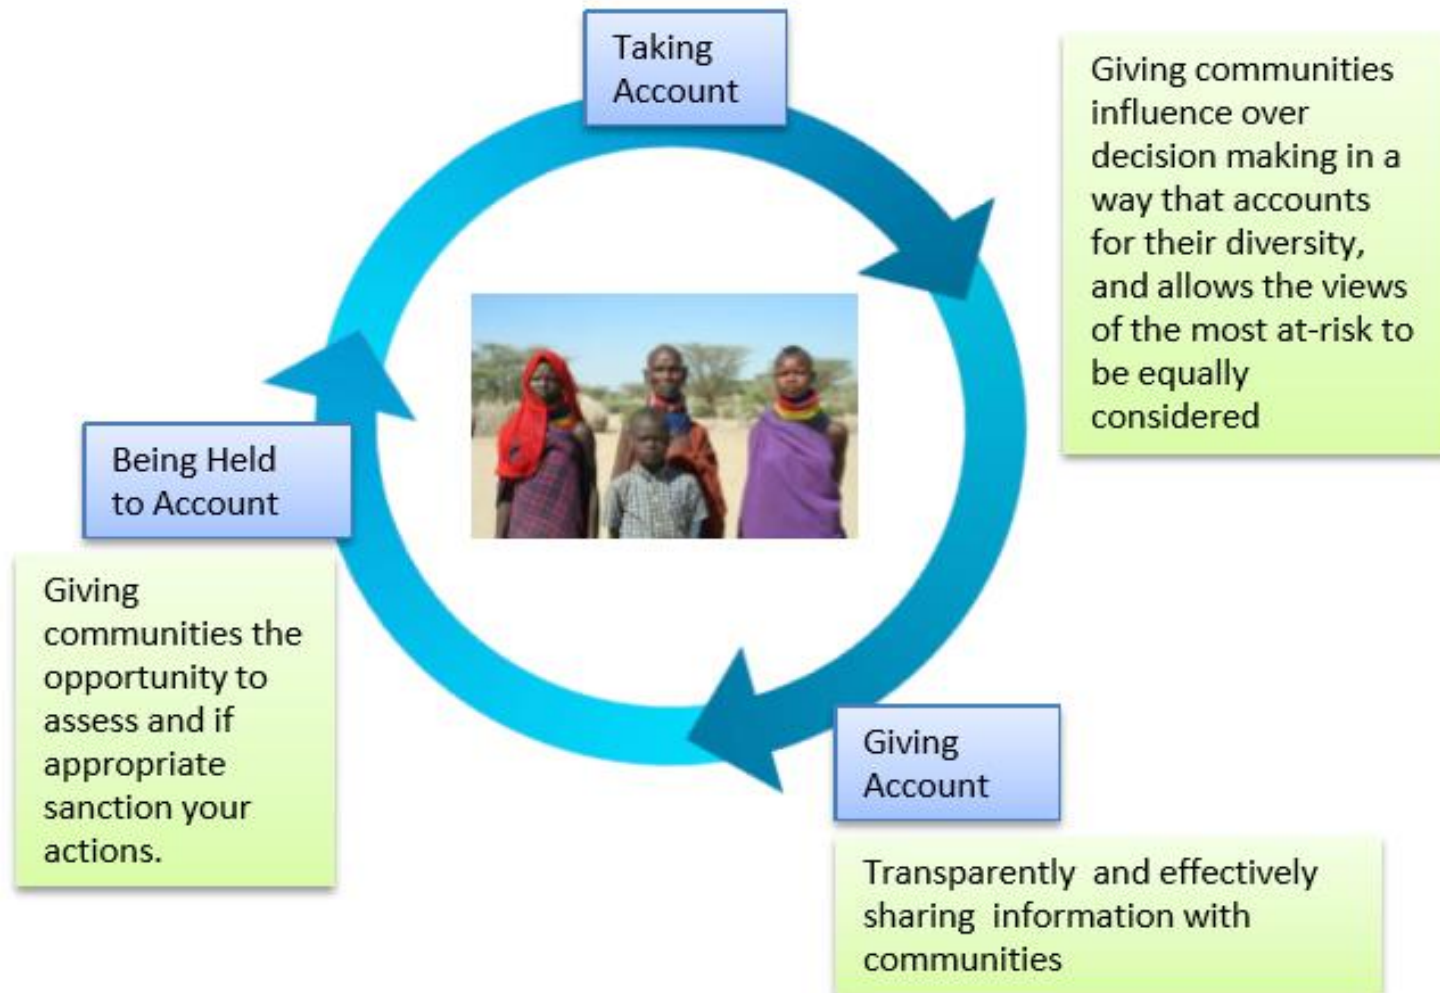 Taking
Account
Giving communities
influence over
decision making in a
way that accounts
for their diversity,
and allows the views
of the most at-risk to
be equally
considered
Giving
Account
Transparently  and effectively
sharing  information with
communities
Being Held
to Account
Giving
communities the
opportunity to
assess and if
appropriate
sanction your
actions.